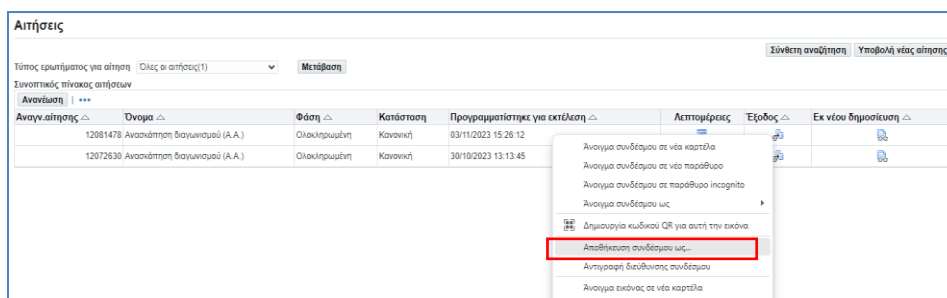 Αιτήσεις
Σύνθετη αναζήτηση Υποβολή νέας αίτησης
Τύπος ερωτήματος για αίτηση Όλες οι αιτήσεις(1) Μετάβαση
Συνοπτικός πίνακας αιτήσεων
Ανανέωση | •••
Αναγν.αίτησης Όνομα Φάση Κατάσταση Προγραμματίστηκε για εκτέλεση Λεπτομέρειες Έξοδος Εκ νέου δημοσίευση
12081478 Ανασκόπηση διαγωνισμού (Α.Α.) Ολοκληρωμένη Κανονική 03/11/2023 15:26:12
12072630 Ανασκόπηση διαγωνισμού (Α.Α.) Ολοκληρωμένη Κανονική 30/10/2023 13:13:45
Άνοιγμα συνδέσμου σε νέα καρτέλα
Άνοιγμα συνδέσμου σε νέο παράθυρο
Άνοιγμα συνδέσμου σε παράθυρο incognito
Άνοιγμα συνδέσμου ως
Δημιουργία κωδικού QR για αυτή την εικόνα
Αποθήκευση συνδέσμου ως...
Αντιγραφή διεύθυνσης συνδέσμου
Άνοιγμα εικόνας σε νέα καρτέλα